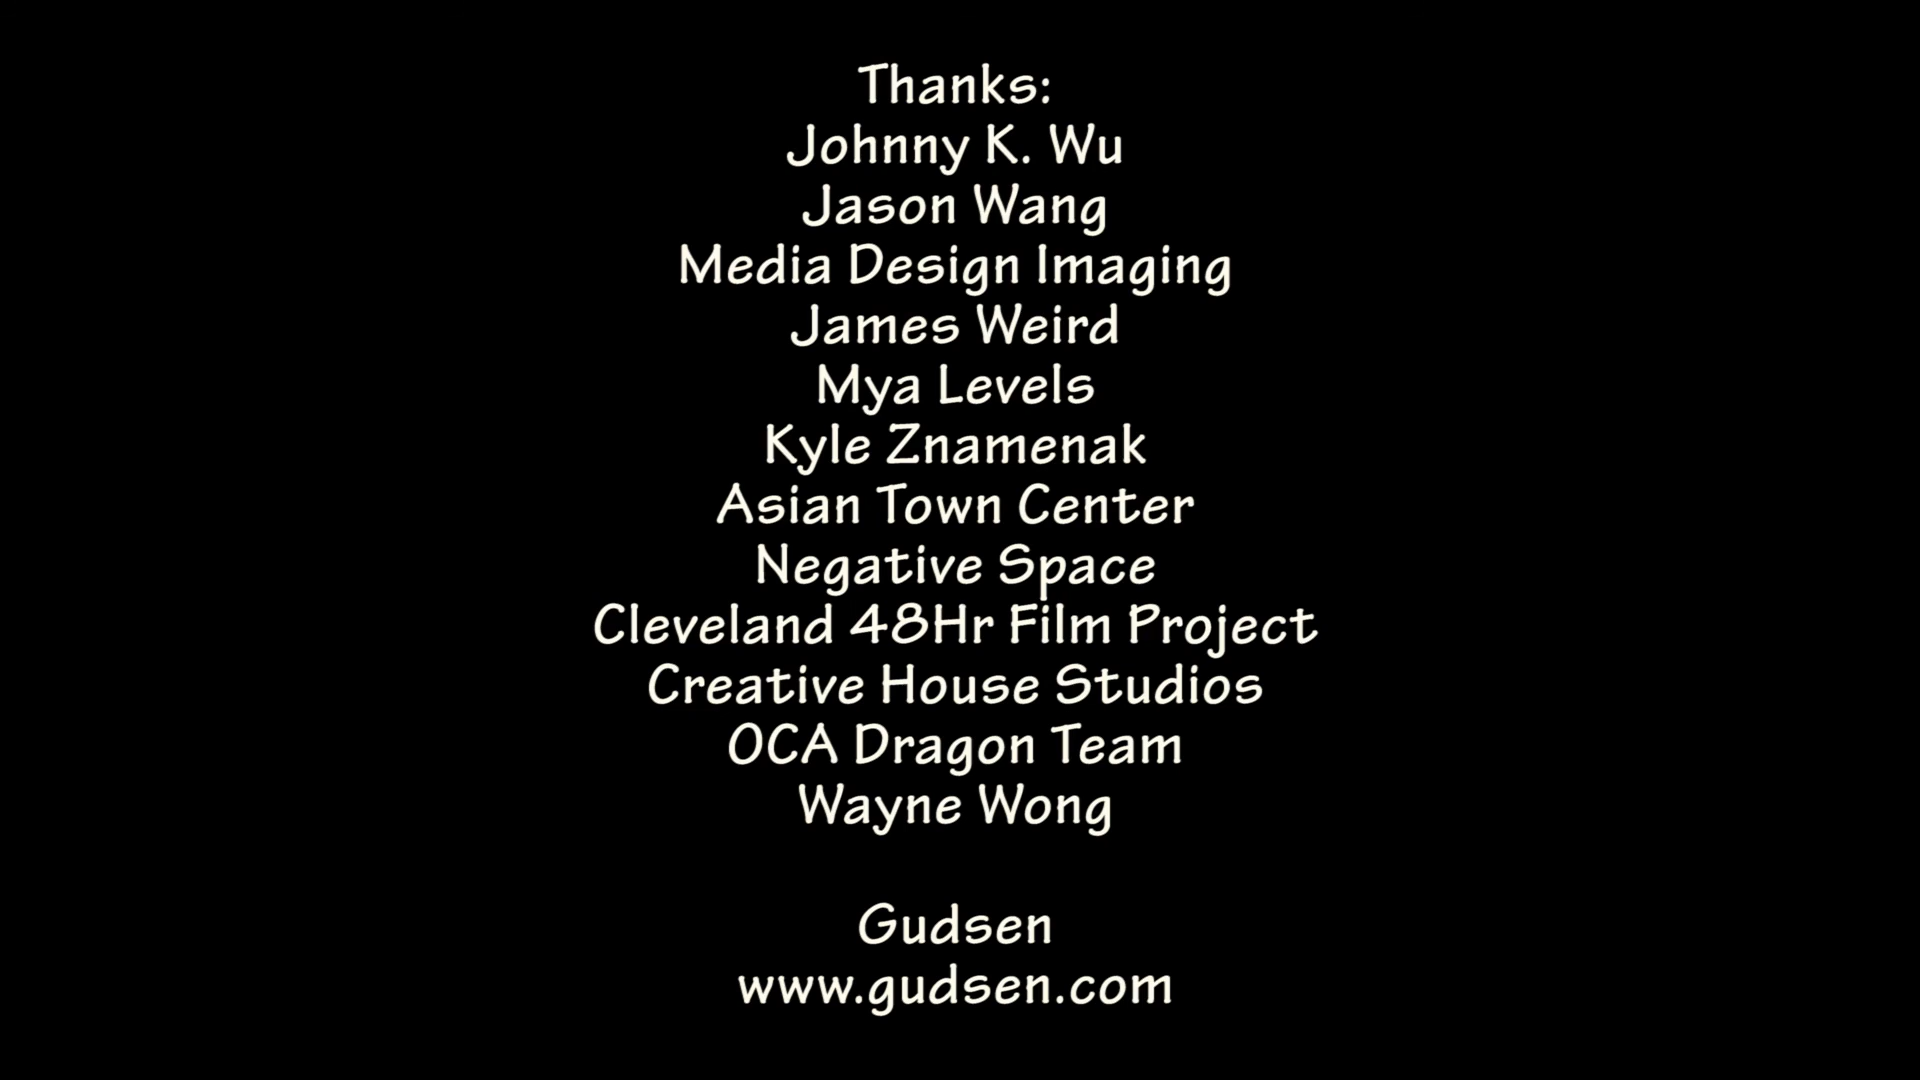 Thanks:
Johnny K. Wu
Jason Wang
Media Design Imaging
James Weird
Mya Levels
Kyle Znamenak
Asian Town Center
Negative Space
Cleveland 48Hr Film Project
Creative House Studios
OCA Dragon Team
Wayne Wong
Gudsen
www.gudsen.com